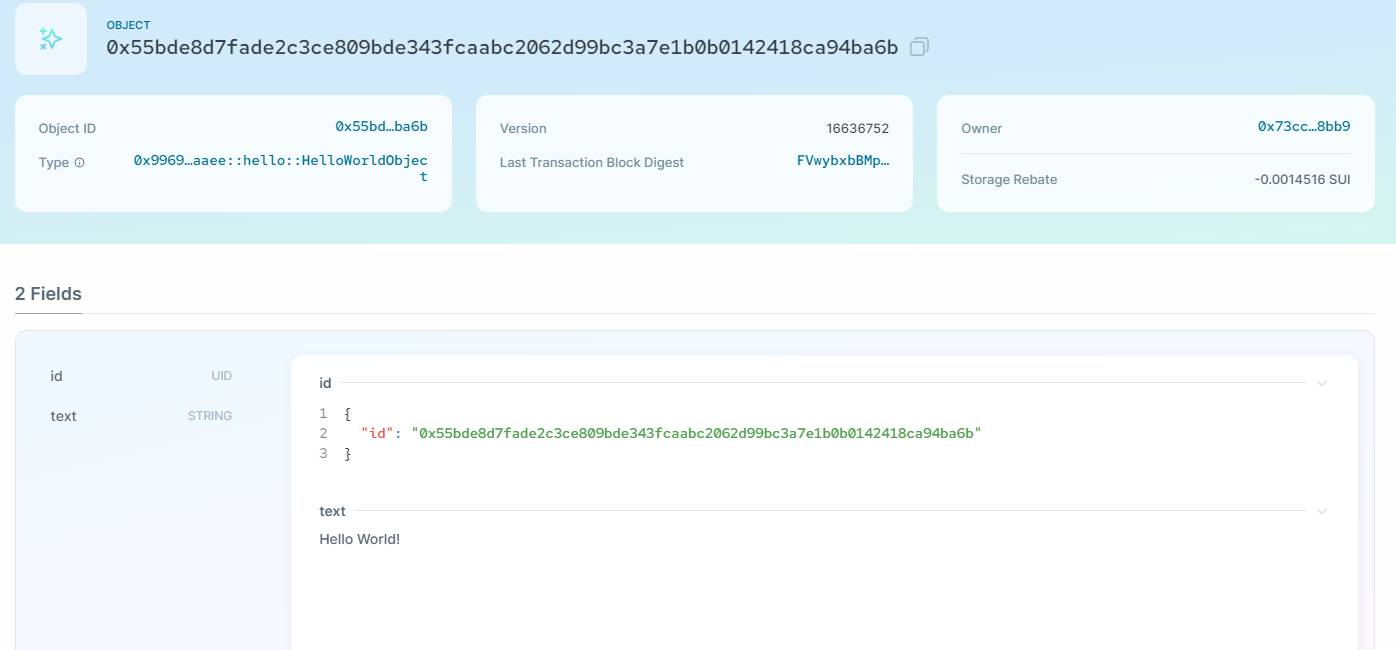 OBJECT
0x55bde8d7fade2c3ce809bde343fcaabc2062d99bc3a7e1b0b0142418ca94ba6b
Object ID 0x55bd…ba6b
Type 0x9969…aaee::hello::HelloWorldObjec
t
Version 16636752
Last Transaction Block Digest FVwybxbBMp…
Owner 0x73cc…8bb9
Storage Rebate -0.0014516 SUI
2 Fields
id UID
text STRING
id
1 {
2 "id": "0x55bde8d7fade2c3ce809bde343fcaabc2062d99bc3a7e1b0b0142418ca94ba6b"
3 }
text
Hello World!